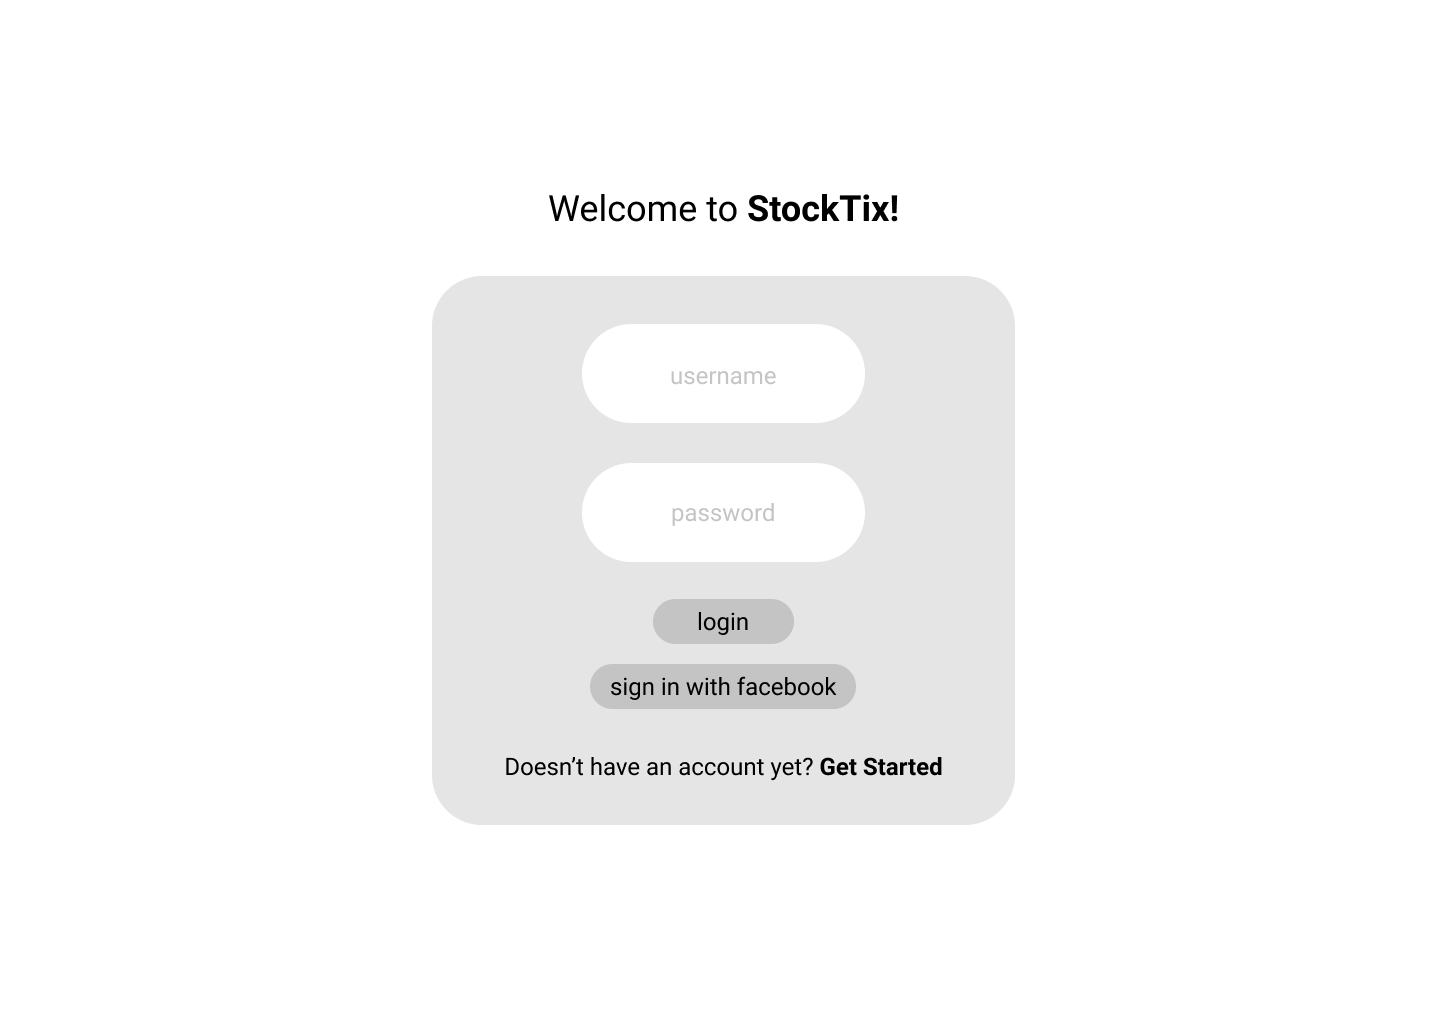 Welcome to StockTix!
username
password
login
sign in with facebook
Doesn’t have an account yet? Get Started